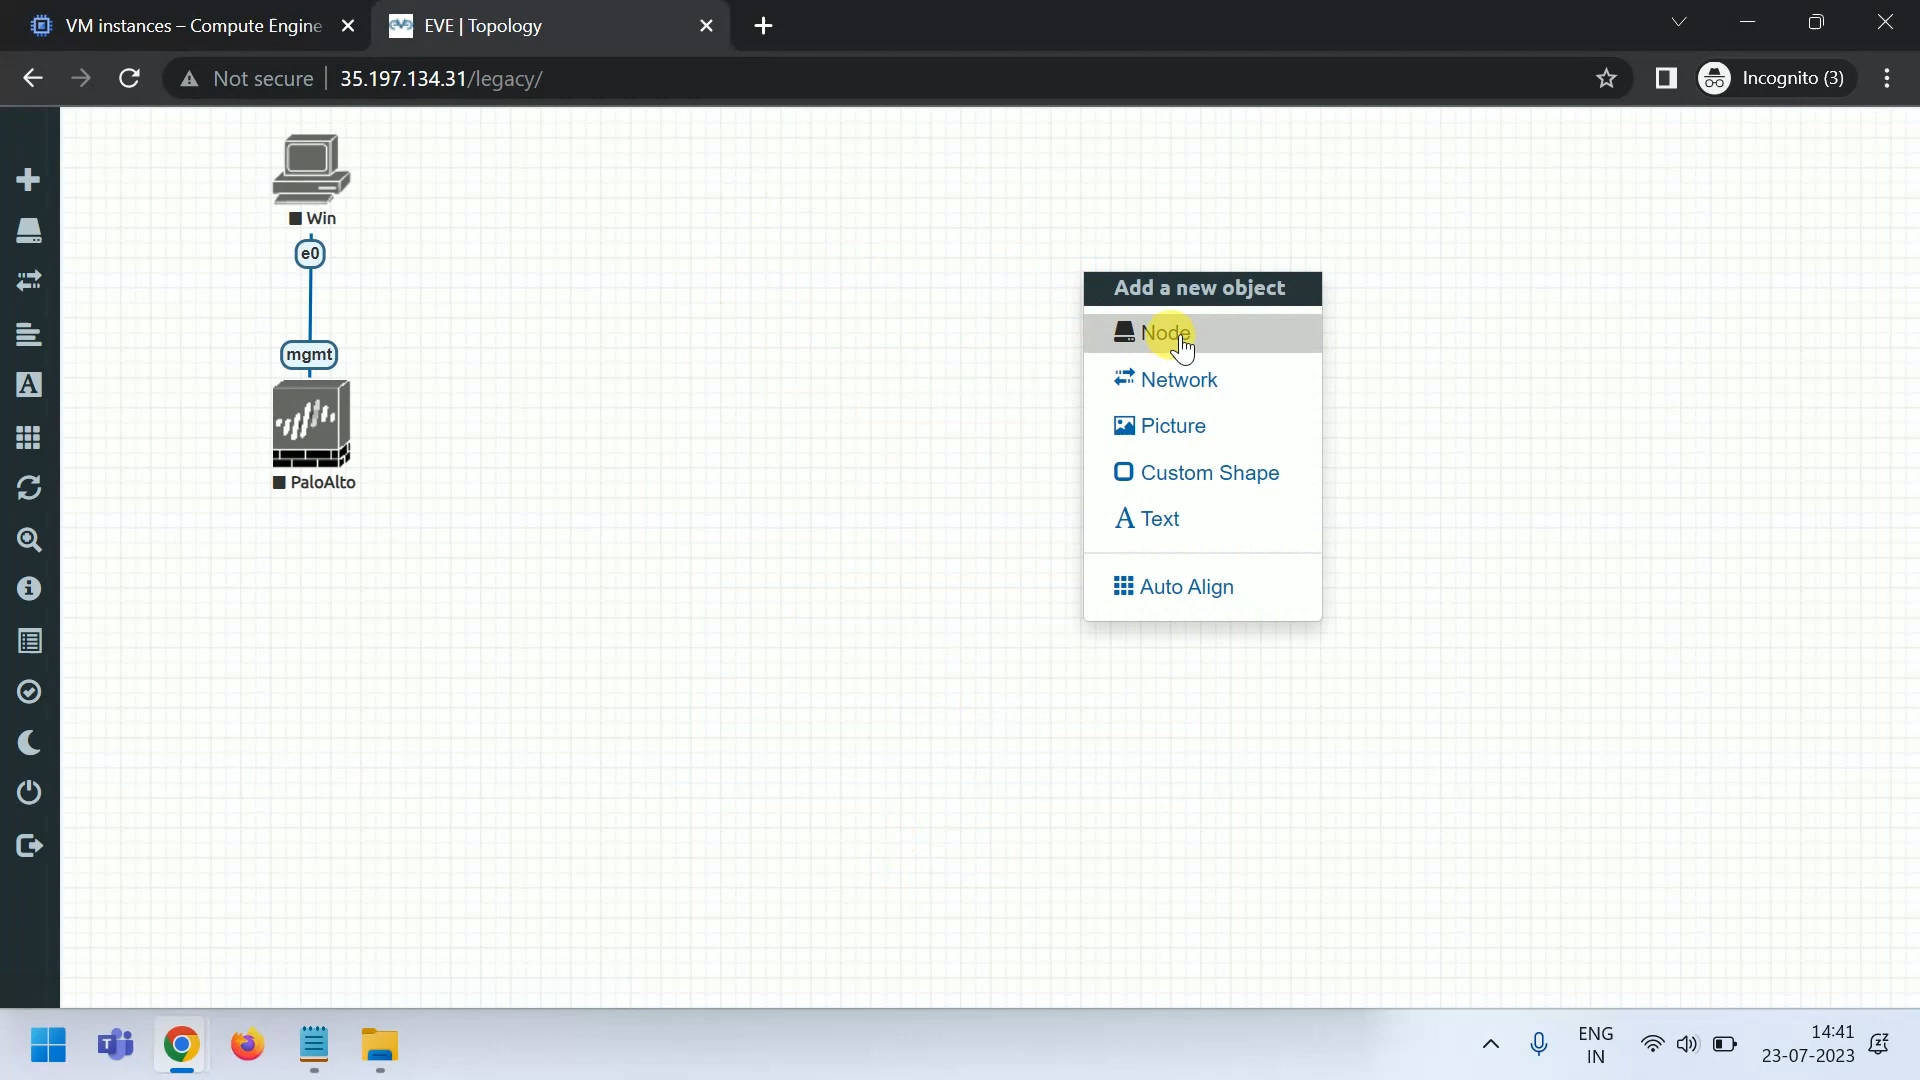 VM instances – Compute Engine
EVE | Topology
Not secure
35.197.134.31/legacy/
Incognito (3)
Win
e0
mgmt
PaloAlto
Add a new object
Node
Network
Picture
Custom Shape
A Text
Auto Align
A
T
ENG
IN
14:41
23-07-2023